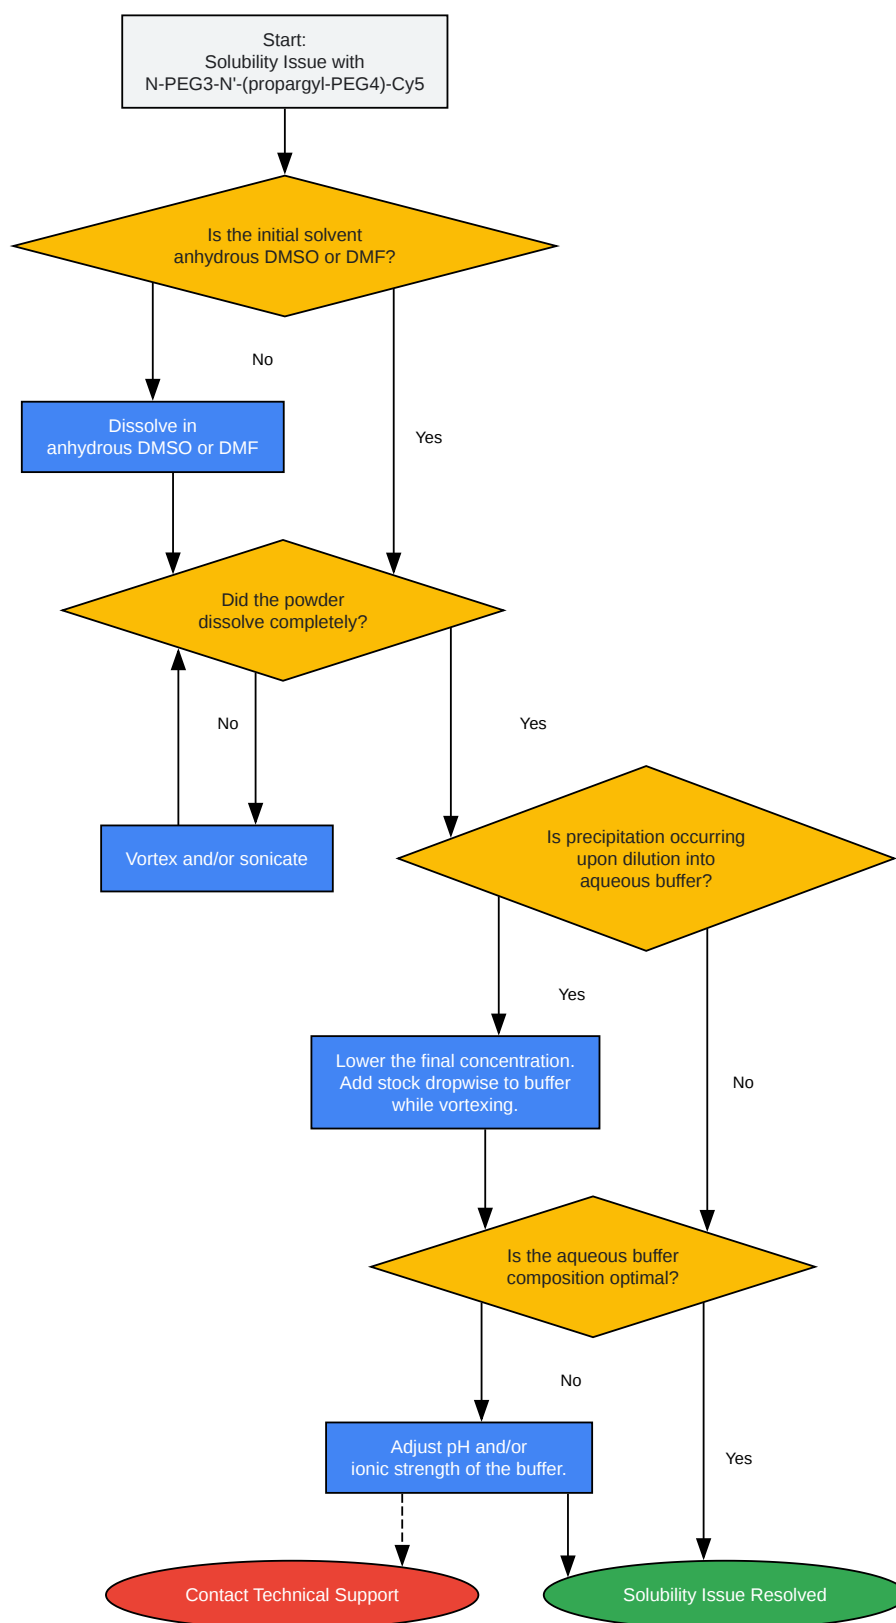 Start:
Solubility Issue with
N-PEG3-N'-(propargyl-PEG4)-Cy5
Is the initial solvent
anhydrous DMSO or DMF?
No
Dissolve in
anhydrous DMSO or DMF
Yes
Did the powder
dissolve completely?
No
Yes
Vortex and/or sonicate
Is precipitation occurring
upon dilution into
aqueous buffer?
Yes
Lower the final concentration.
Add stock dropwise to buffer
while vortexing.
No
Is the aqueous buffer
composition optimal?
No
Adjust pH and/or
ionic strength of the buffer.
Yes
Contact Technical Support
Solubility Issue Resolved